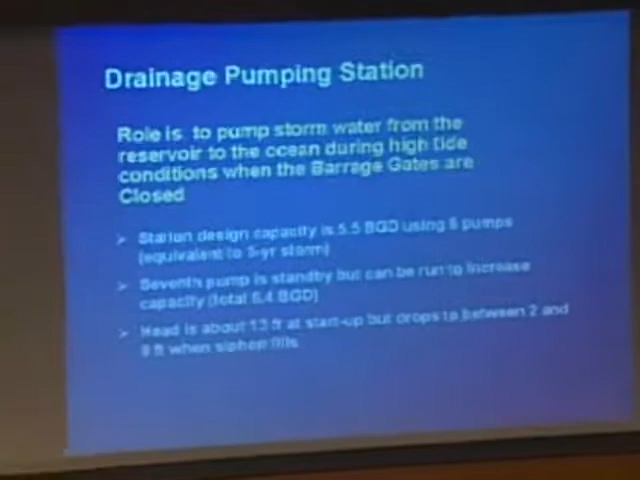 Drainage Pumping Station
Role is to pump storm water from the
reservoir to the ocean during high tide
conditions when the Barrage Gates are
Closed
Station design capacity is 5.5 BGD using 6 pumps
(equivalent to 5-yr storm)
Seventh pump is standby but can be run to increase
capacity (total 6.4 BGD)
Head is about 13 ft at start-up but drops to between 2 and
ft when siphon fills